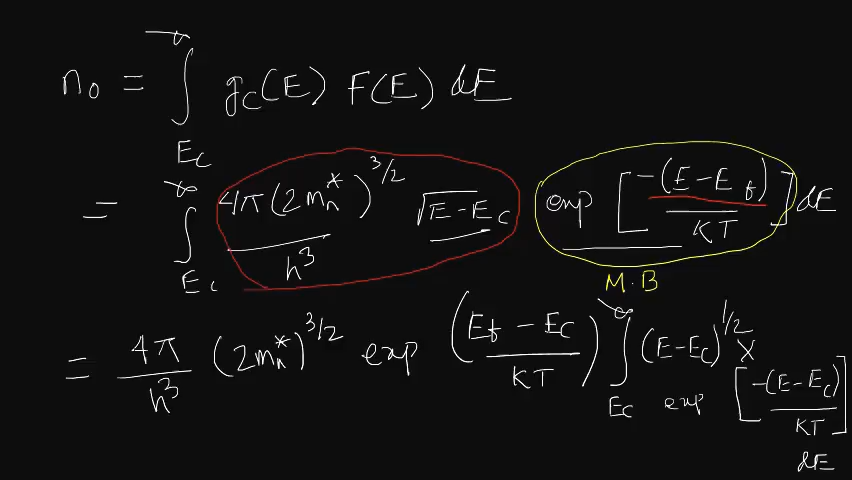 n₀ = ∫_{E_C}^{∞} g_C(E) F(E) dE
= ∫_{E_C}^{∞} 4π(2m_n*)^{3/2} / h³ √(E-E_C) exp [-(E-E_f) / KT] dE
M.B
= 4π / h³ (2m_n*)^{3/2} exp (E_f - E_C / KT) ∫_{E_C}^{∞} (E-E_C)^{1/2} ×
exp [-(E-E_C) / KT]
dE